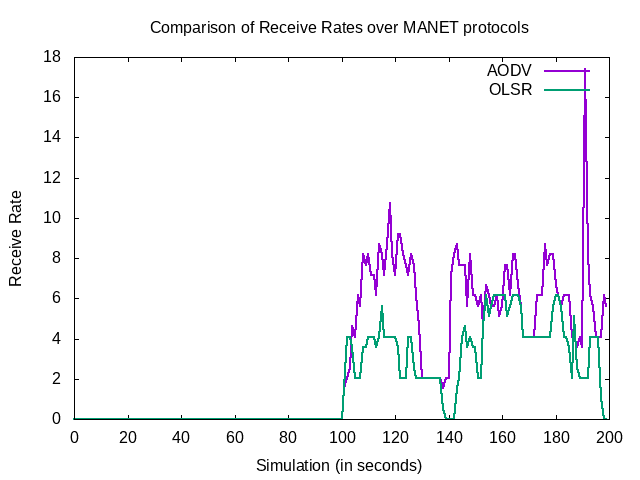 Comparison of Receive Rates over MANET protocols
18
16
14
12
10
8
6
4
2
0
Receive Rate
AODV
OLSR
0 20 40 60 80 100 120 140 160 180 200
Simulation (in seconds)